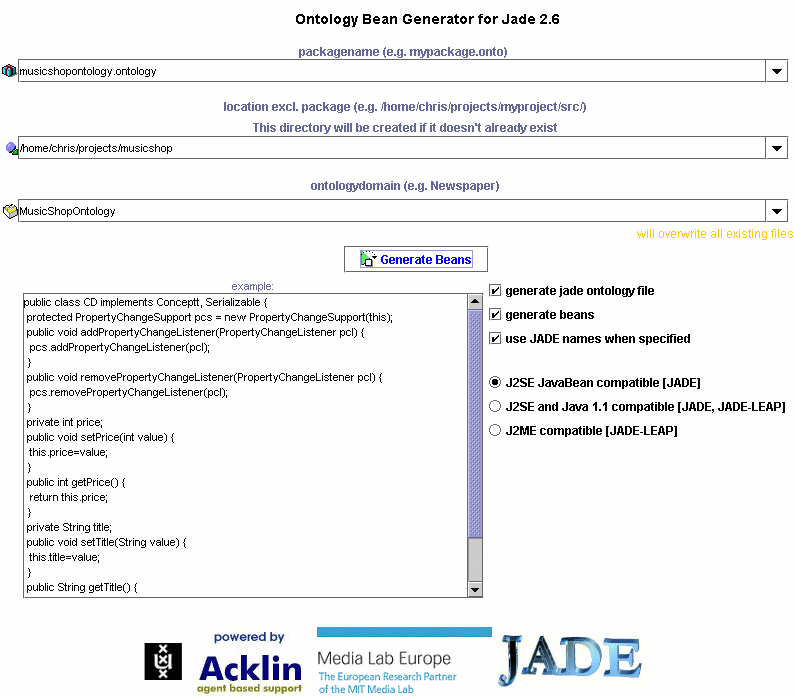 Ontology Bean Generator for Jade 2.6
packagename (e.g. mypackage.onto)
musicshopontology.ontology
location excl. package (e.g. /home/chris/projects/myproject/src/)
This directory will be created if it doesn't already exist
/home/chris/projects/musicshop
ontologydomain (e.g. Newspaper)
MusicShopOntology
will overwrite all existing files
Generate Beans
example:
public class CD implements Conceptt, Serializable {
protected PropertyChangeSupport pcs = new PropertyChangeSupport(this);
public void addPropertyChangeListener(PropertyChangeListener pcl) {
pcs.addPropertyChangeListener(pcl);
}
public void removePropertyChangeListener(PropertyChangeListener pcl) {
pcs.removePropertyChangeListener(pcl);
}
private int price;
public void setPrice(int value) {
this.price=value;
}
public int getPrice() {
return this.price;
}
private String title;
public void setTitle(String value) {
this.title=value;
}
public String getTitle() {
generate jade ontology file
generate beans
use JADE names when specified
J2SE JavaBean compatible [JADE]
J2SE and Java 1.1 compatible [JADE, JADE-LEAP]
J2ME compatible [JADE-LEAP]
powered by
Acklin
agent based support
Media Lab Europe
The European Research Partner
of the MIT Media Lab
JADE